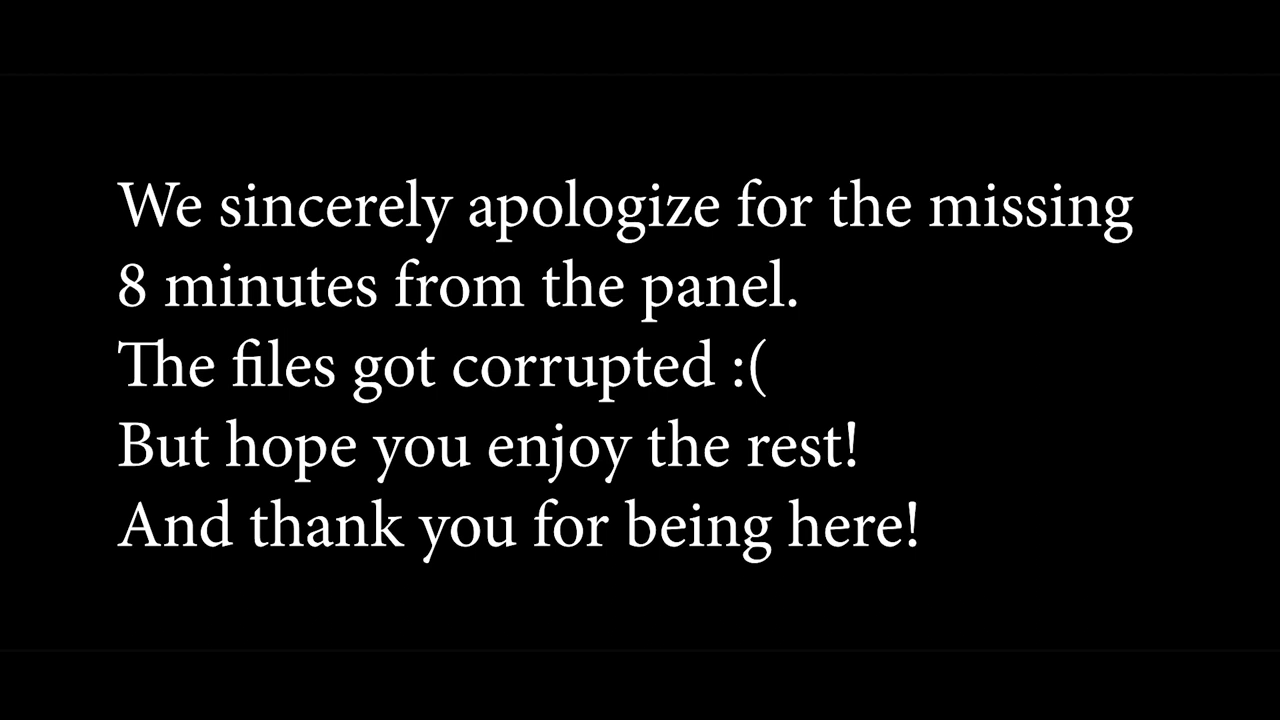 We sincerely apologize for the missing
8 minutes from the panel.
The files got corrupted :(
But hope you enjoy the rest!
And thank you for being here!